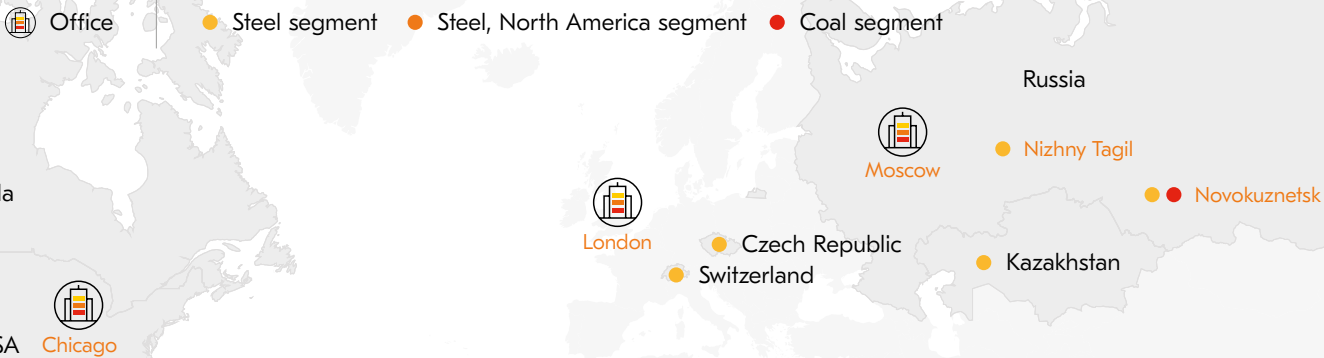 Office Steel segment Steel, North America segment Coal segment
Russia
Nizhny Tagil
Moscow
Novokuznetsk
London
Czech Republic
Kazakhstan
Switzerland
Chicago